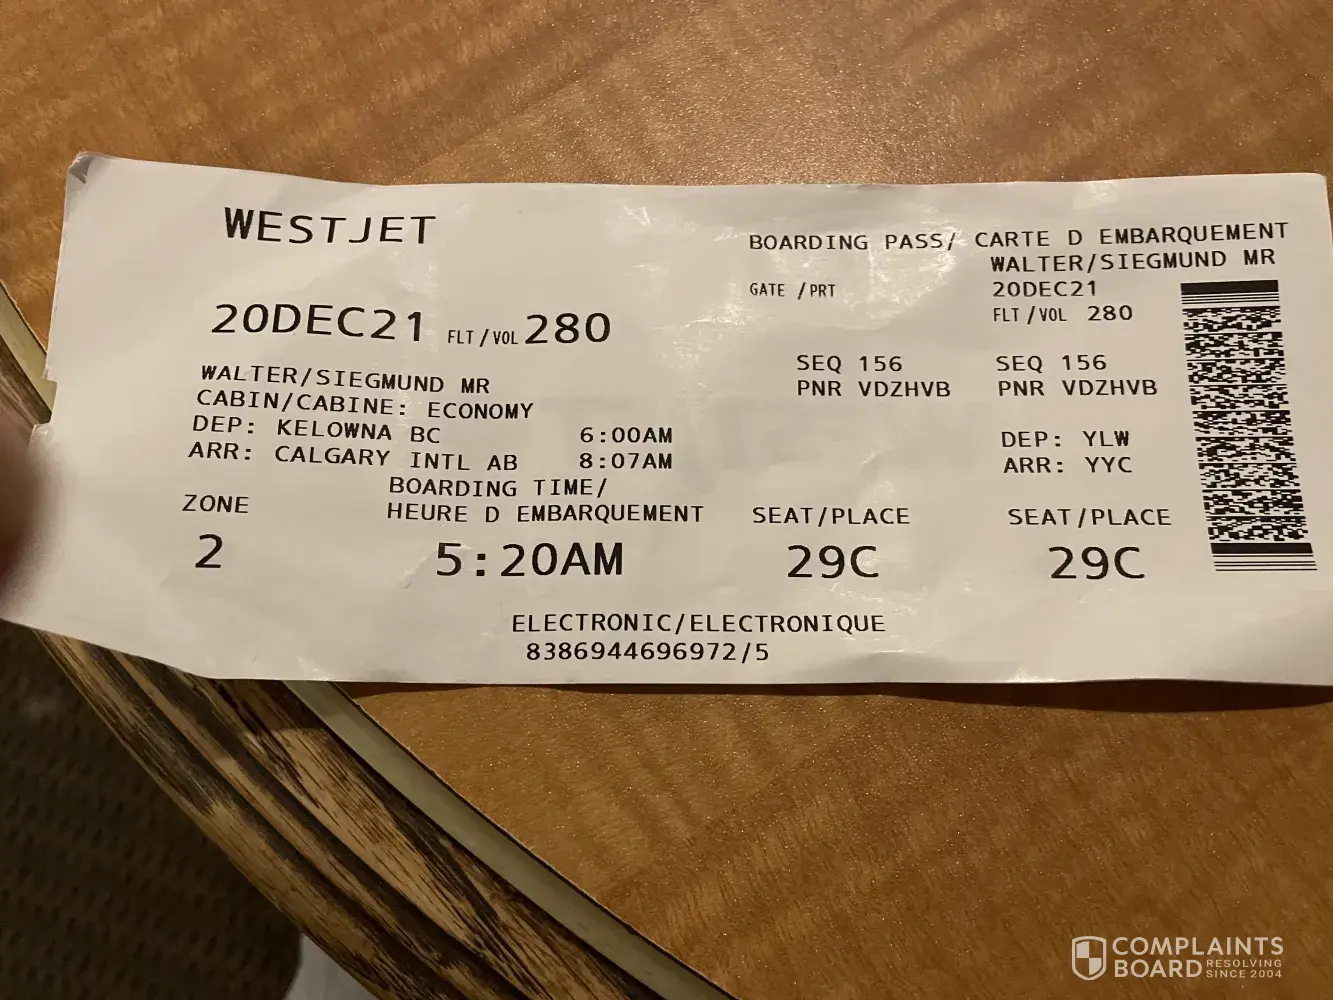 WESTJET
20DEC21 FLT/VOL 280
WALTER/SIEGMUND MR
CABIN/CABINE: ECONOMY
DEP: KELOWNA BC 6:00AM
ARR: CALGARY INTL AB 8:07AM
BOARDING TIME/
HEURE D EMBARQUEMENT
ZONE
2
5:20AM
BOARDING PASS/ CARTE D EMBARQUEMENT
WALTER/SIEGMUND MR
GATE /PRT
20DEC21
FLT/VOL 280
SEQ 156
PNR VDZHVB
SEQ 156
PNR VDZHVB
DEP: YLW
ARR: YYC
SEAT/PLACE
29C
SEAT/PLACE
29C
ELECTRONIC/ELECTRONIQUE
8386944696972/5
COMPLAINTS
BOARD RESOLVING
SINCE 2004